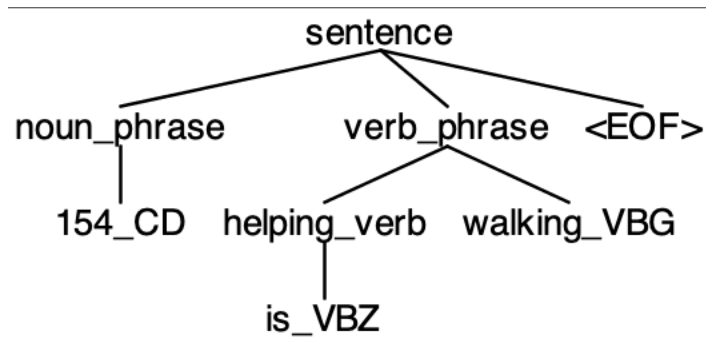 sentence
noun_phrase verb_phrase <EOF>
154_CD helping_verb walking_VBG
is_VBZ